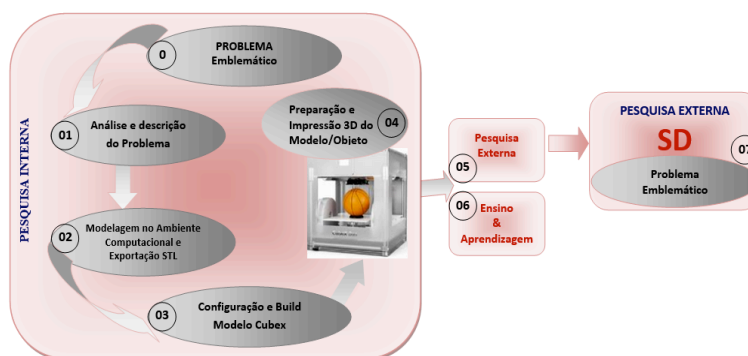 PESQUISA INTERNA
0
PROBLEMA
Emblemático
01
Análise e descrição
do Problema
02
Modelagem no Ambiente
Computacional e
Exportação STL
03
Configuração e Build
Modelo Cubex
Preparação e
Impressão 3D do
Modelo/Objeto
04
Pesquisa
Externa
05
06
Ensino
&
Aprendizagem
PESQUISA EXTERNA
SD
07
Problema
Emblemático